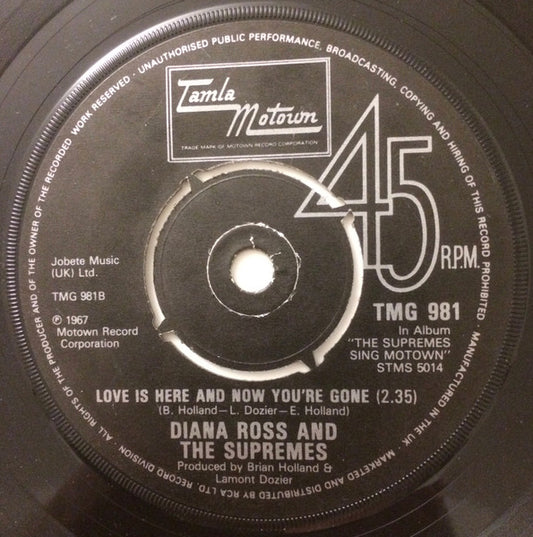 UNAUTHORISED PUBLIC PERFORMANCE, BROADCASTING, COPYING AND HIRING OF THIS RECORD PROHIBITED. MANUFACTURED IN THE UK. MARKETED AND DISTRIBUTED BY RCA LTD. RECORD DIVISION. ALL RIGHTS OF THE PRODUCER AND OF THE OWNER OF THE RECORDED WORK RESERVED.
Tamla
Motown
TRADE MARK OF MOTOWN RECORD CORPORATION
45
R.P.M.
Jobete Music
(UK) Ltd.
TMG 981B
℗ 1967
Motown Record
Corporation
TMG 981
In Album
"THE SUPREMES
SING MOTOWN"
STMS 5014
LOVE IS HERE AND NOW YOU'RE GONE (2.35)
(B. Holland—L. Dozier—E. Holland)
DIANA ROSS AND
THE SUPREMES
Produced by Brian Holland &
Lamont Dozier